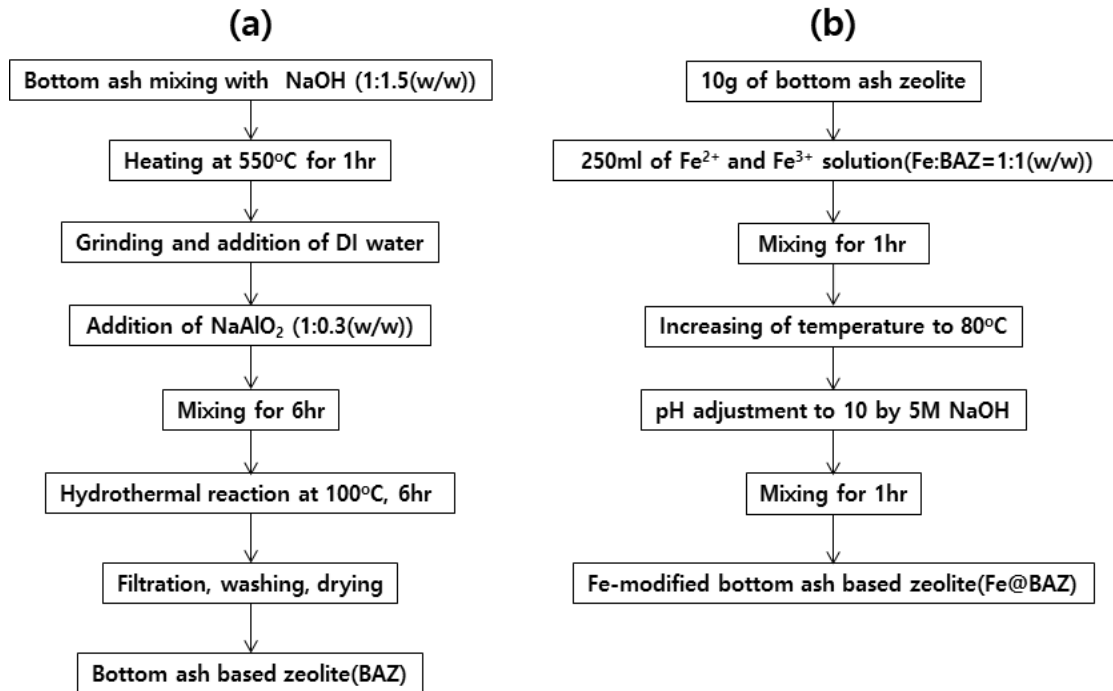 (a)
Bottom ash mixing with NaOH (1:1.5(w/w))
Heating at 550°C for 1hr
Grinding and addition of DI water
Addition of NaAlO₂ (1:0.3(w/w))
Mixing for 6hr
Hydrothermal reaction at 100°C, 6hr
Filtration, washing, drying
Bottom ash based zeolite(BAZ)
(b)
10g of bottom ash zeolite
250ml of Fe²⁺ and Fe³⁺ solution(Fe:BAZ=1:1(w/w))
Mixing for 1hr
Increasing of temperature to 80°C
pH adjustment to 10 by 5M NaOH
Mixing for 1hr
Fe-modified bottom ash based zeolite(Fe@BAZ)